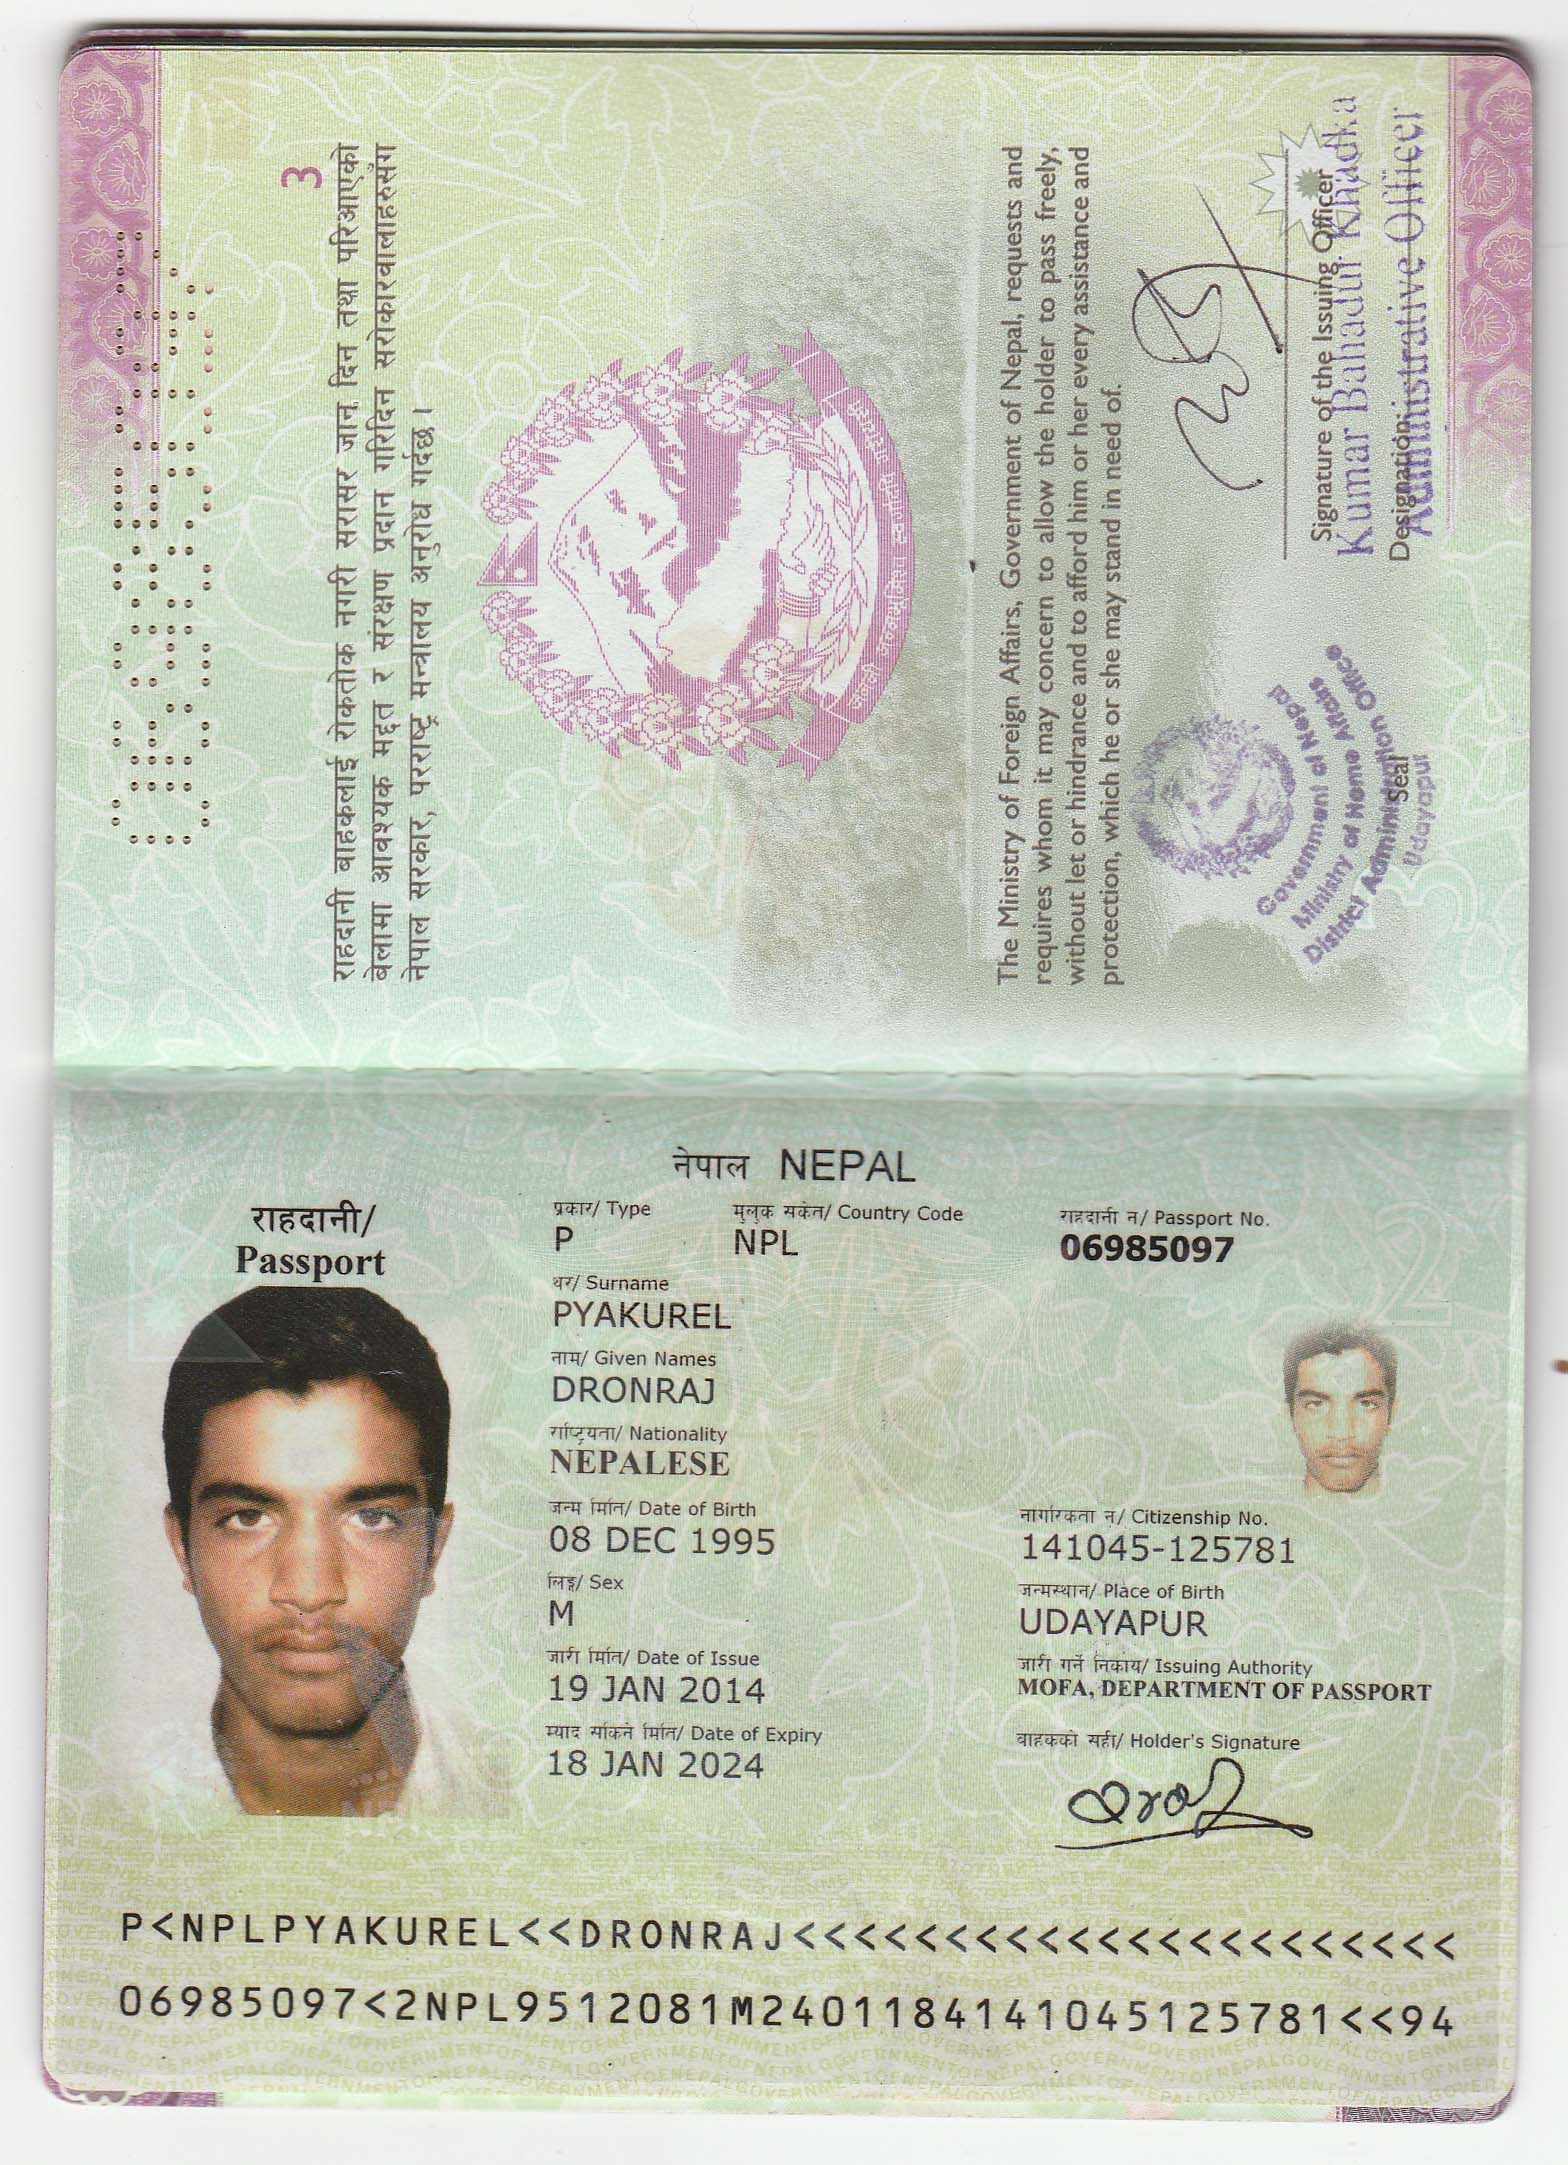 3
राहदानी बाहकलाई रोकतोक नगरी सरासर जान दिन तथा परिआएको
बेलामा आवश्यक मद्दत र संरक्षण प्रदान गरिदिन सरोकारवालाहरुसंग
नेपाल सरकार, परराष्ट्र मन्त्रालय अनुरोध गर्दछ ।
The Ministry of Foreign Affairs, Government of Nepal, requests and
requires whom it may concern to allow the holder to pass freely,
without let or hindrance and to afford him or her every assistance and
protection, which he or she may stand in need of.
Signature of the Issuing Officer
Kumar Bahadur Khadka
Designation:
Administrative Officer
Government of Nepal
Ministry of Home Affairs
District Administration Office
Udayapur
Seal
नेपाल NEPAL
राहदानी/
Passport
प्रकार/ Type
P
मुलुक संकेत/ Country Code
NPL
राहदानी नं/ Passport No.
06985097
थर/ Surname
PYAKUREL
नाम/ Given Names
DRONRAJ
राष्ट्रियता/ Nationality
NEPALESE
जन्म मिति/ Date of Birth
08 DEC 1995
नागरिकता नं/ Citizenship No.
141045-125781
लिङ्ग/ Sex
M
जन्मस्थान/ Place of Birth
UDAYAPUR
जारी मिति/ Date of Issue
19 JAN 2014
जारी गर्ने निकाय/ Issuing Authority
MOFA, DEPARTMENT OF PASSPORT
म्याद सकिने मिति/ Date of Expiry
18 JAN 2024
वाहकको सही/ Holder's Signature
P<NPLPYAKUREL<<DRONRAJ<<<<<<<<<<<<<<<<<<<<<<
06985097<2NPL9512081M2401184141045125781<<94